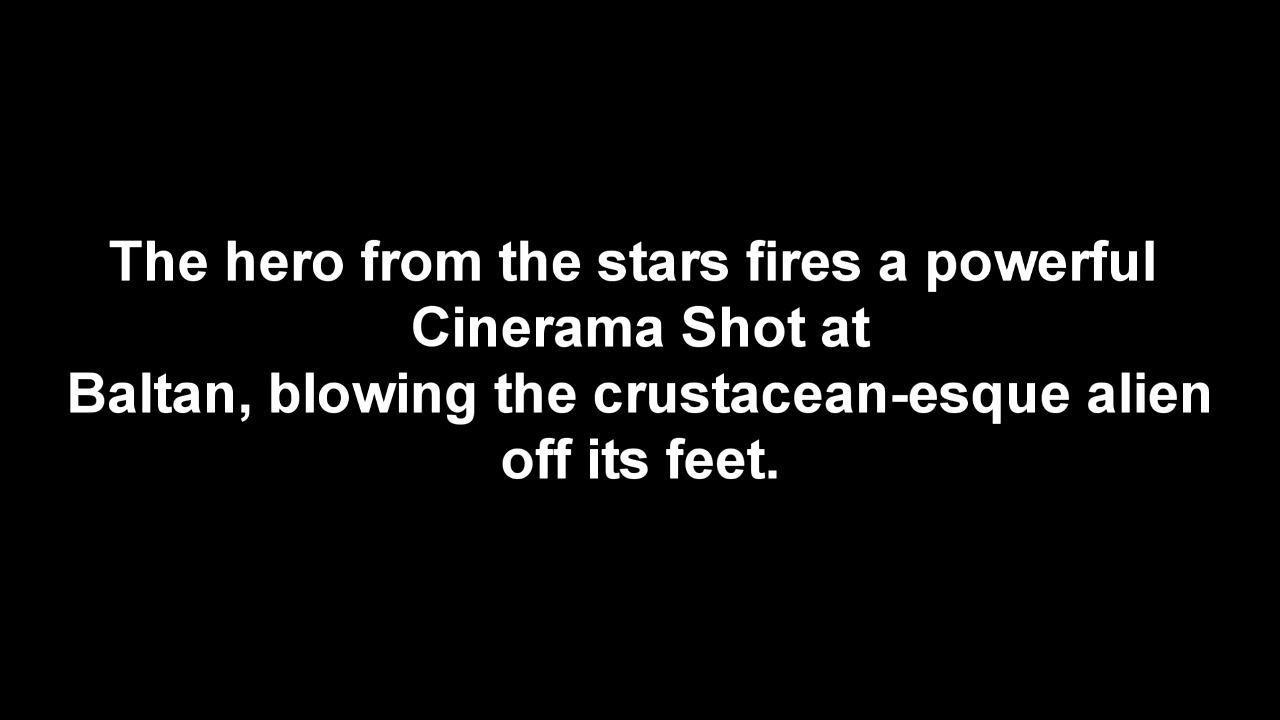 The hero from the stars fires a powerful
Cinerama Shot at
Baltan, blowing the crustacean-esque alien
off its feet.